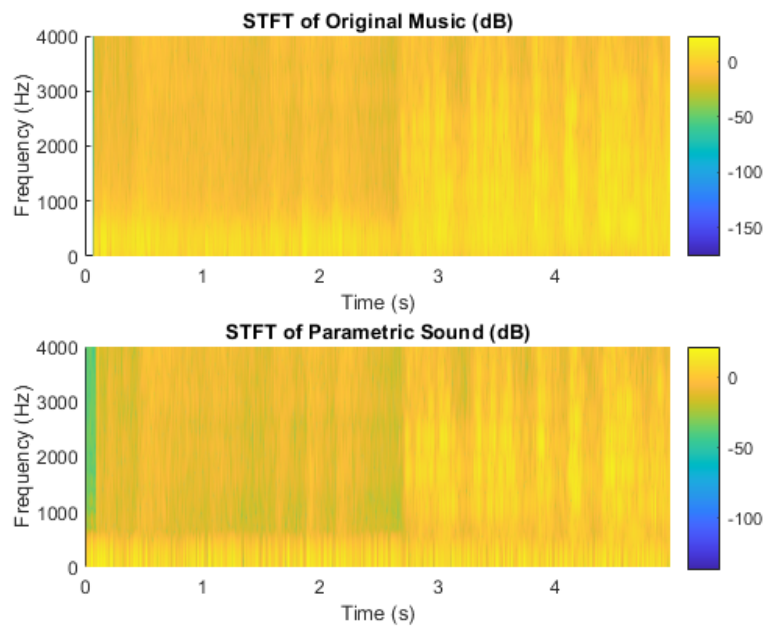 STFT of Original Music (dB)
4000
3000
2000
1000
0
Frequency (Hz)
0 1 2 3 4
Time (s)
0
-50
-100
-150
STFT of Parametric Sound (dB)
4000
3000
2000
1000
0
Frequency (Hz)
0 1 2 3 4
Time (s)
0
-50
-100